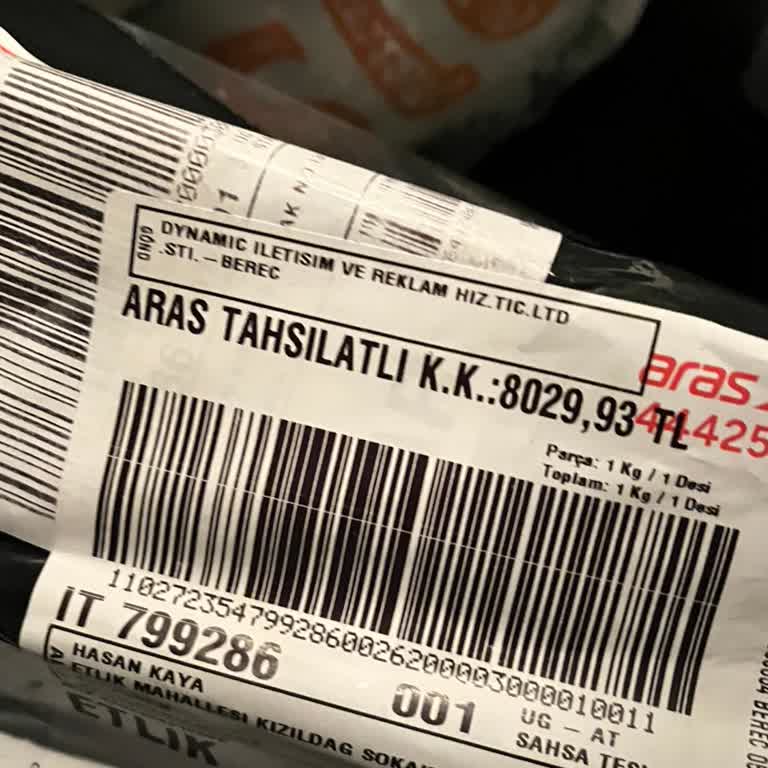 GÖND
DYNAMIC ILETISIM VE REKLAM HIZ.TIC.LTD
.STI. – BEREC
ARAS TAHSILATLI K.K.:8029,93 TL
aras
44425
Parça: 1 Kg / 1 Desi
Toplam: 1 Kg / 1 Desi
IT 799286
001
UG – AT
HASAN KAYA
ETLIK MAHALLESI KIZILDAG SOKA
SAHSA TES
ETLIK